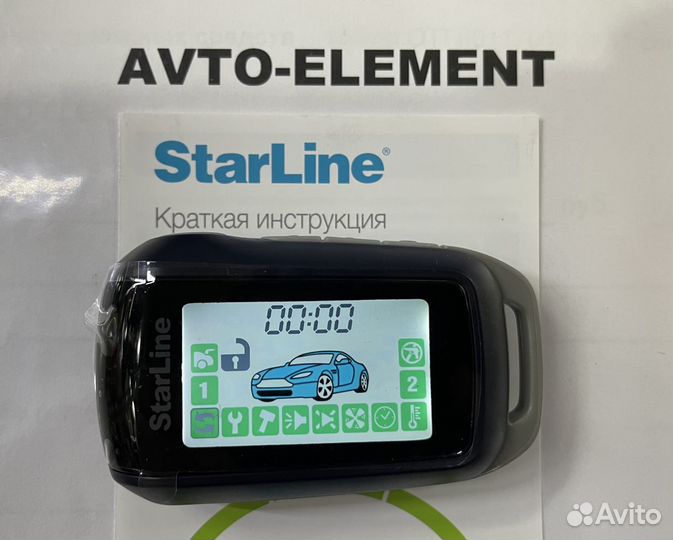 AVTO-ELEMENT
StarLine®
Краткая инструкция
StarLine
00:00
1
2
Avito